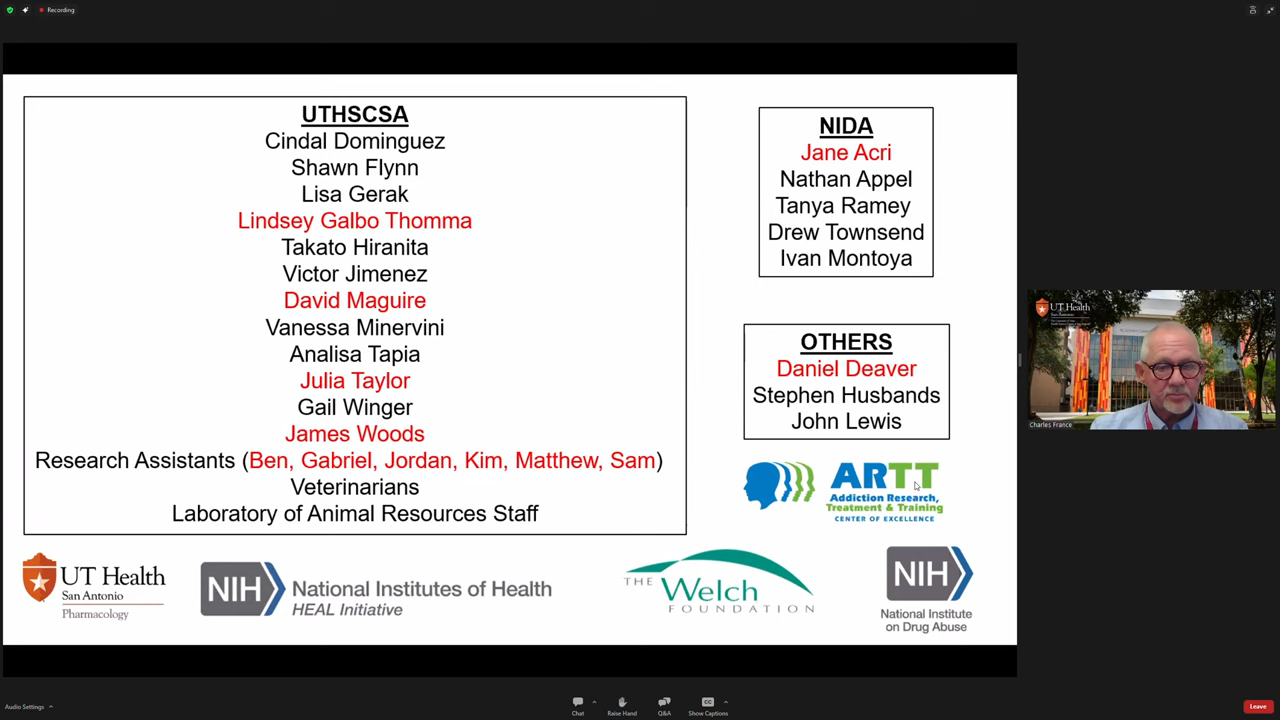 Recording
UTHSCSA
Cindal Dominguez
Shawn Flynn
Lisa Gerak
Lindsey Galbo Thomma
Takato Hiranita
Victor Jimenez
David Maguire
Vanessa Minervini
Analisa Tapia
Julia Taylor
Gail Winger
James Woods
Research Assistants (Ben, Gabriel, Jordan, Kim, Matthew, Sam)
Veterinarians
Laboratory of Animal Resources Staff
NIDA
Jane Acri
Nathan Appel
Tanya Ramey
Drew Townsend
Ivan Montoya
OTHERS
Daniel Deaver
Stephen Husbands
John Lewis
ARTT
Addiction Research,
Treatment & Training
CENTER OF EXCELLENCE
UT Health
San Antonio
Pharmacology
NIH
National Institutes of Health
HEAL Initiative
THE Welch
FOUNDATION
NIH
National Institute
on Drug Abuse
UT Health
San Antonio
Charles France
Audio Settings
Chat
Raise Hand
Q&A
CC
Show Captions
Leave